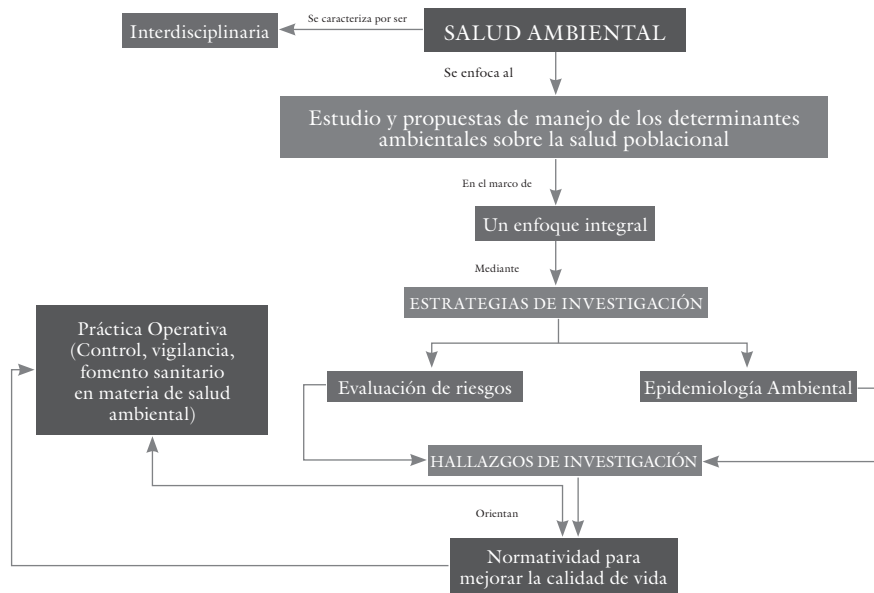 Se caracteriza por ser
Interdisciplinaria
SALUD AMBIENTAL
Se enfoca al
Estudio y propuestas de manejo de los determinantes
ambientales sobre la salud poblacional
En el marco de
Un enfoque integral
Mediante
ESTRATEGIAS DE INVESTIGACIÓN
Práctica Operativa
(Control, vigilancia,
fomento sanitario
en materia de salud
ambiental)
Evaluación de riesgos
Epidemiología Ambiental
HALLAZGOS DE INVESTIGACIÓN
Orientan
Normatividad para
mejorar la calidad de vida